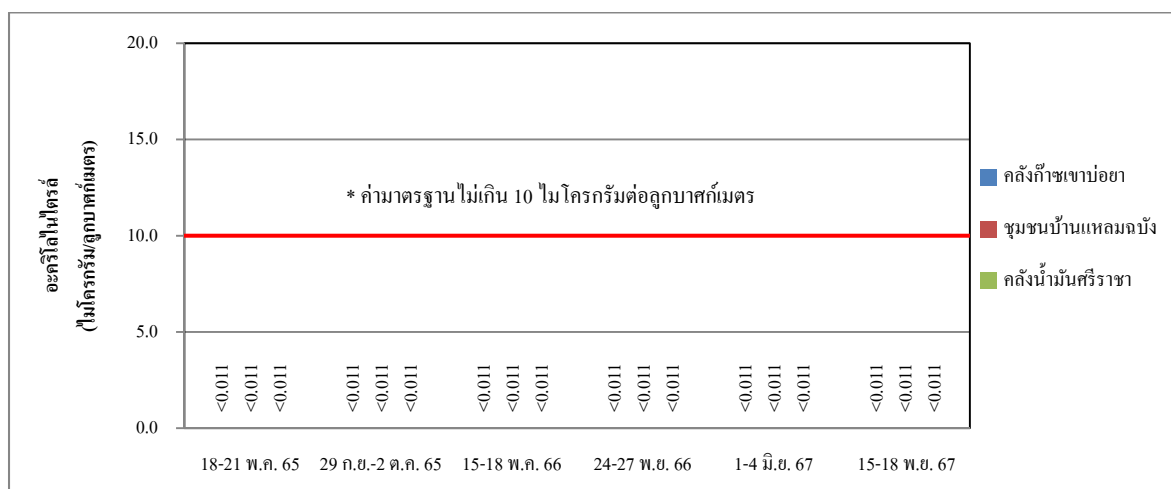 20.0
15.0
10.0
5.0
0.0
อะคริโลไนไตรล์
(ไมโครกรัม/ลูกบาศก์เมตร)
* ค่ามาตรฐานไม่เกิน 10 ไมโครกรัมต่อลูกบาศก์เมตร
<0.011 <0.011 <0.011 <0.011 <0.011 <0.011 <0.011 <0.011 <0.011 <0.011 <0.011 <0.011 <0.011 <0.011 <0.011 <0.011 <0.011 <0.011
18-21 พ.ค. 65 29 ก.ย.-2 ต.ค. 65 15-18 พ.ค. 66 24-27 พ.ย. 66 1-4 มิ.ย. 67 15-18 พ.ย. 67
คลังก๊าซเขาบ่อยา
ชุมชนบ้านแหลมฉบัง
คลังน้ำมันศรีราชา